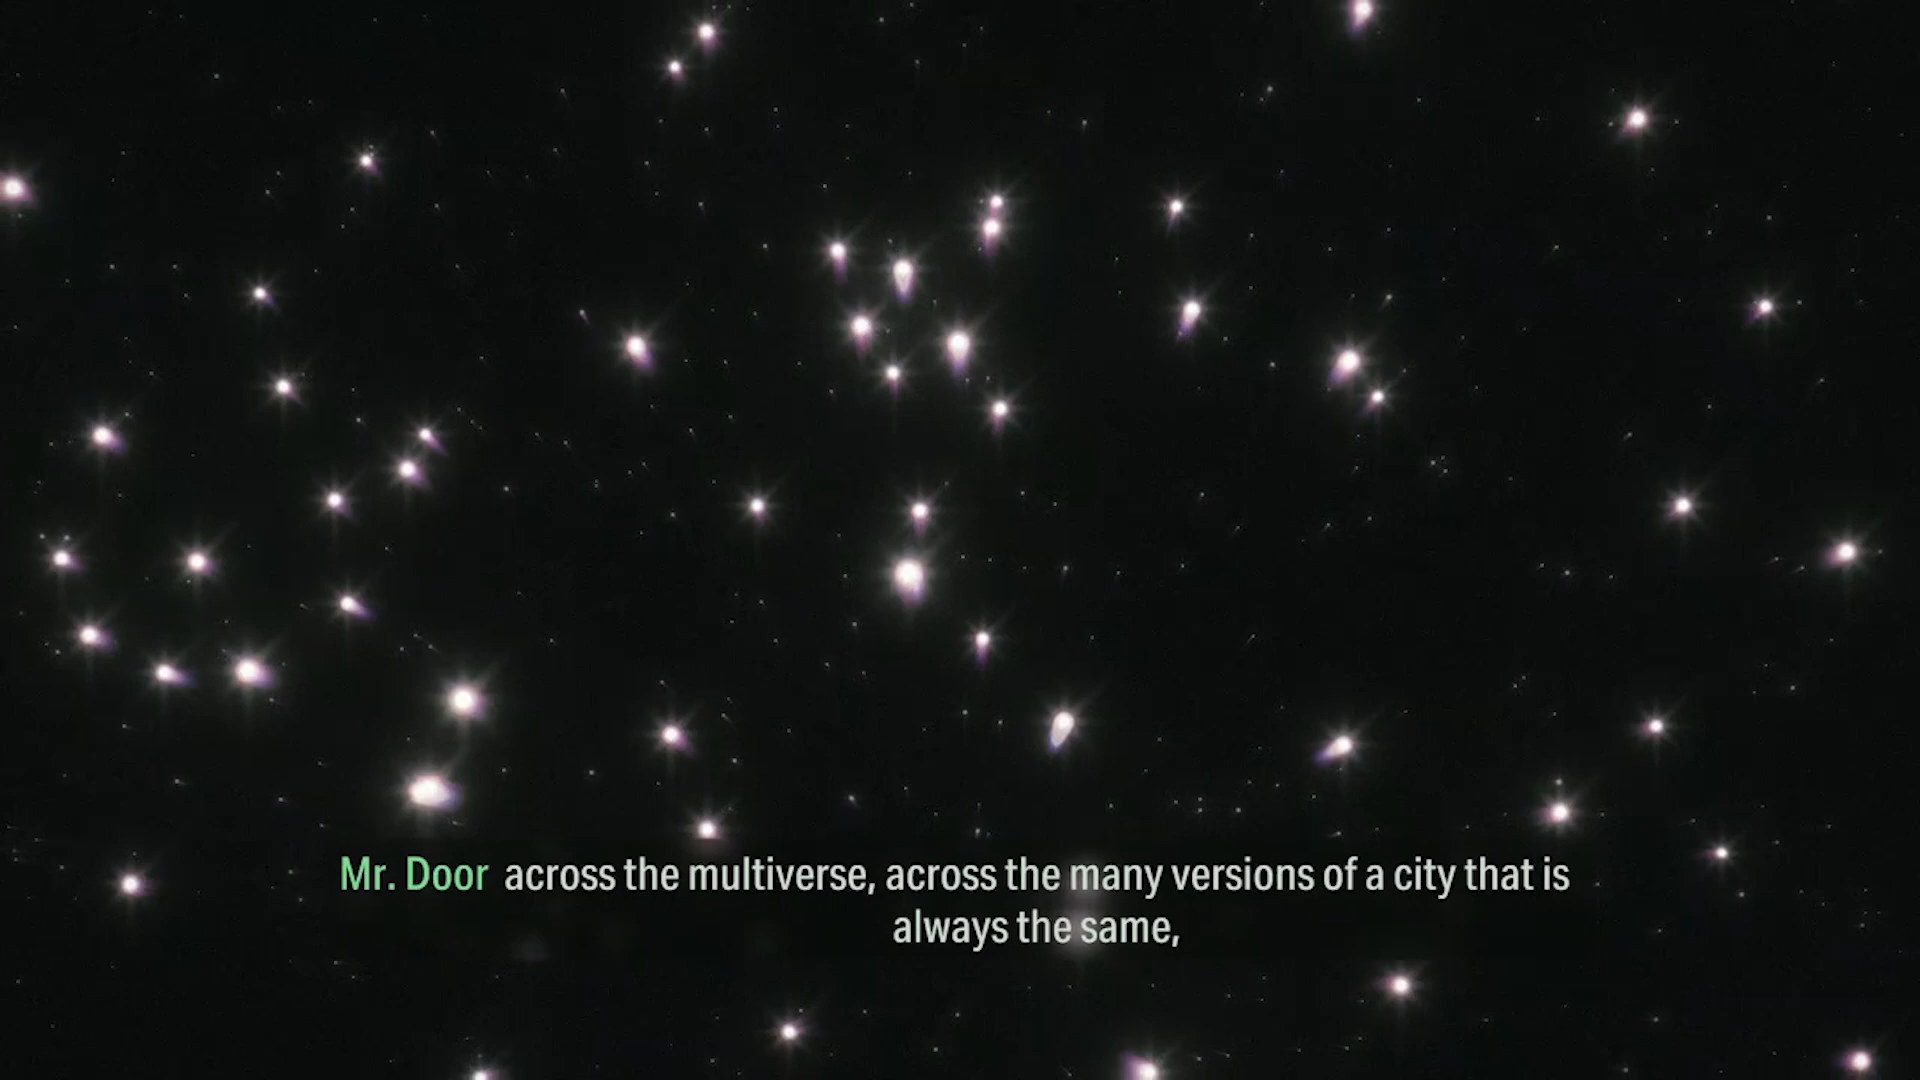 Mr. Door across the multiverse, across the many versions of a city that is
always the same,